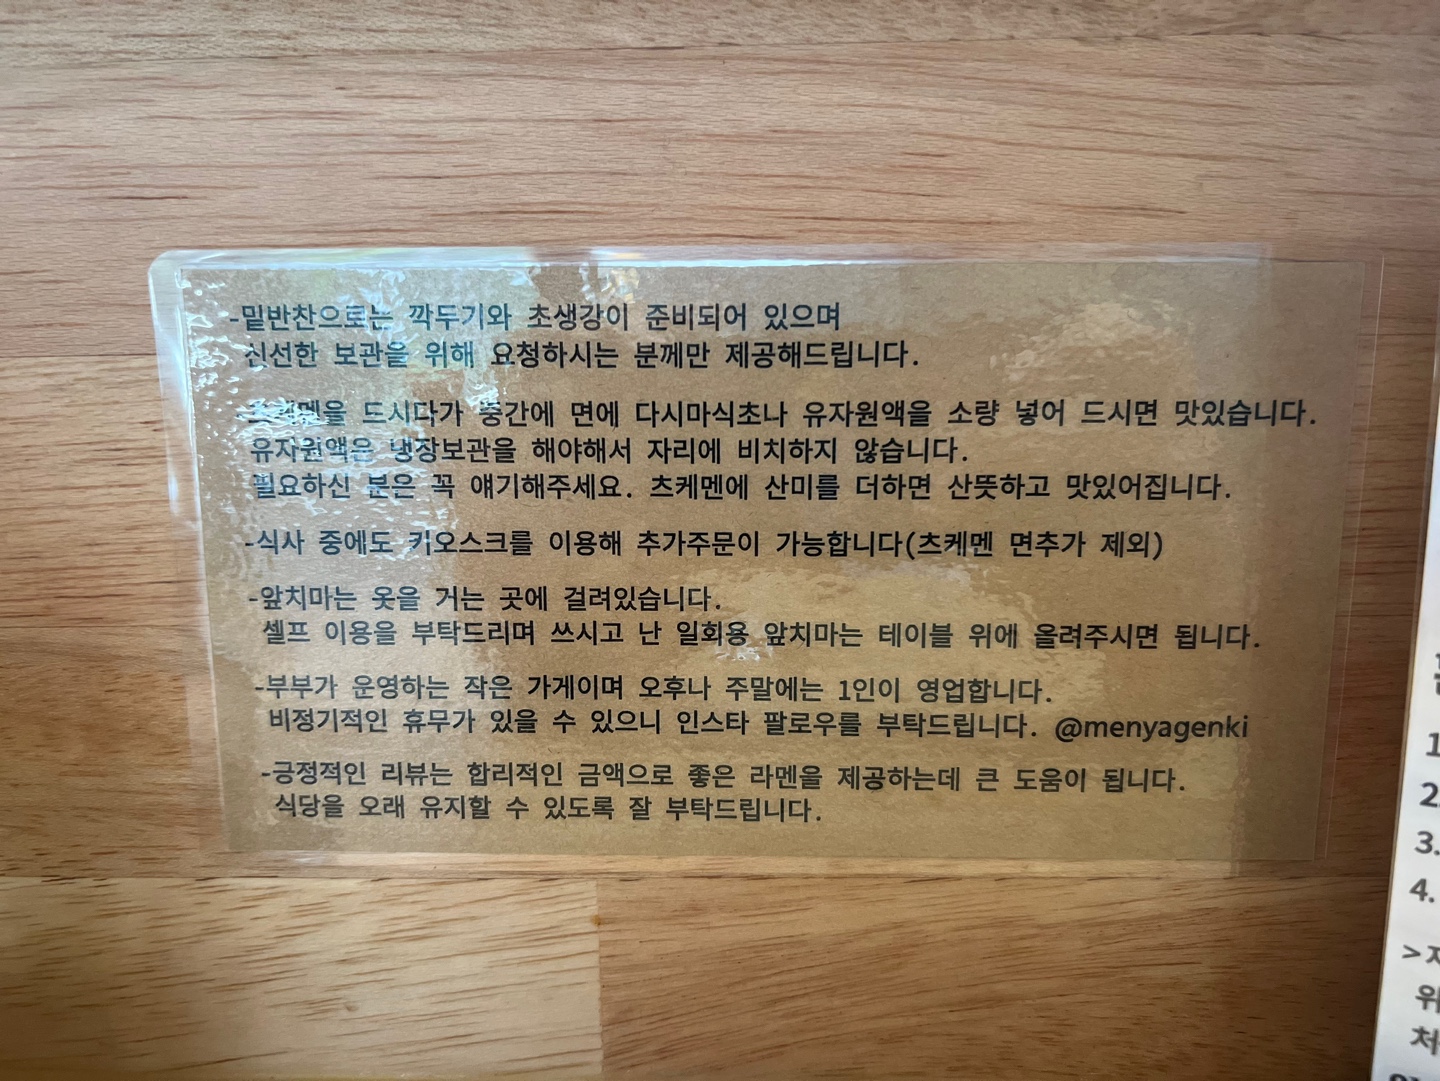 -밑반찬으로는 깍두기와 초생강이 준비되어 있으며
신선한 보관을 위해 요청하시는 분께만 제공해드립니다.
츠케멘을 드시다가 중간에 면에 다시마식초나 유자원액을 소량 넣어 드시면 맛있습니다.
유자원액은 냉장보관을 해야해서 자리에 비치하지 않습니다.
필요하신 분은 꼭 얘기해주세요. 츠케멘에 산미를 더하면 산뜻하고 맛있어집니다.
-식사 중에도 키오스크를 이용해 추가주문이 가능합니다(츠케멘 면추가 제외)
-앞치마는 옷을 거는 곳에 걸려있습니다.
셀프 이용을 부탁드리며 쓰시고 난 일회용 앞치마는 테이블 위에 올려주시면 됩니다.
-부부가 운영하는 작은 가게이며 오후나 주말에는 1인이 영업합니다.
비정기적인 휴무가 있을 수 있으니 인스타 팔로우를 부탁드립니다. @menyagenki
-긍정적인 리뷰는 합리적인 금액으로 좋은 라멘을 제공하는데 큰 도움이 됩니다.
식당을 오래 유지할 수 있도록 잘 부탁드립니다.
1
2.
3.
4.
>
위
처